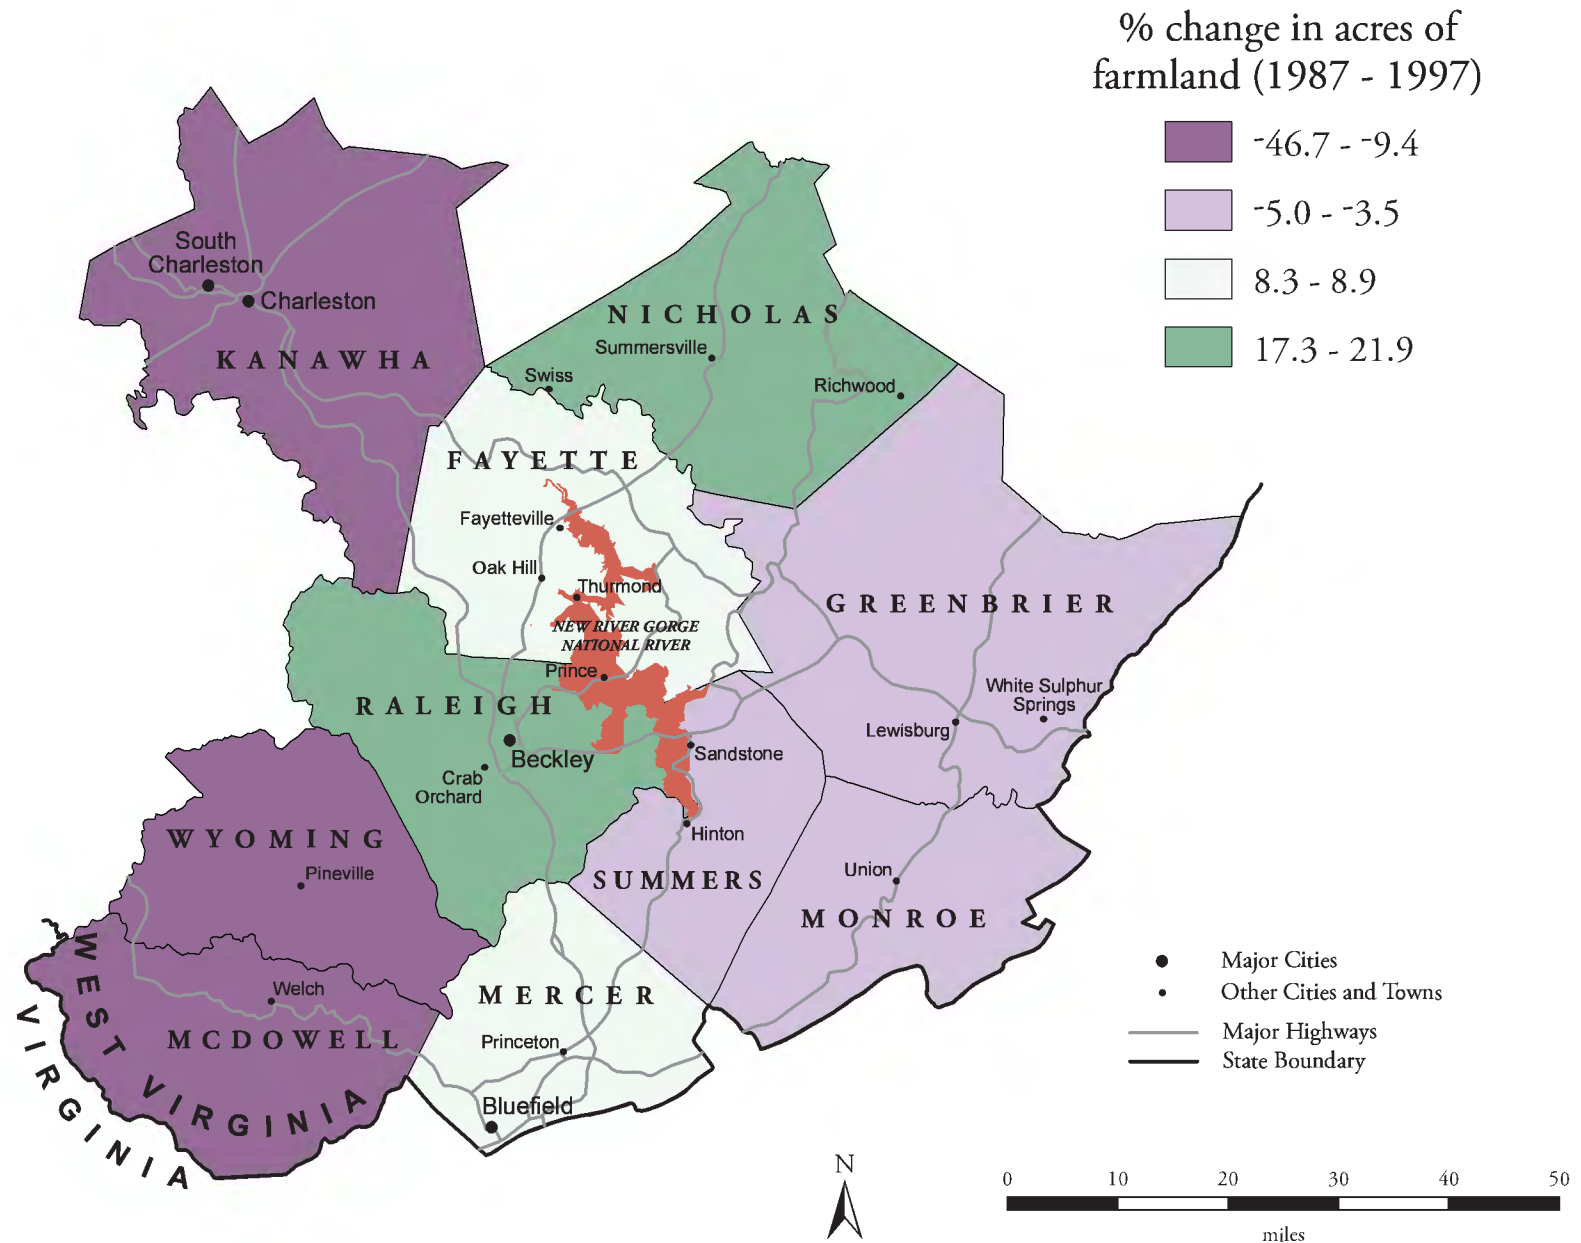 % change in acres of
farmland (1987 - 1997)
-46.7 - -9.4
-5.0 - -3.5
8.3 - 8.9
17.3 - 21.9
South
Charleston
Charleston
KANAWHA
NICHOLAS
Summersville
Swiss
Richwood
FAYETTE
Fayetteville
Oak Hill
Thurmond
NEW RIVER GORGE
NATIONAL RIVER
Prince
GREENBRIER
White Sulphur
Springs
Lewisburg
RALEIGH
Beckley
Crab
Orchard
Sandstone
Hinton
SUMMERS
WYOMING
Pineville
Union
MONROE
WEST VIRGINIA
VIRGINIA
Welch
MCDOWELL
MERCER
Princeton
Bluefield
Major Cities
Other Cities and Towns
Major Highways
State Boundary
N
0 10 20 30 40 50
miles